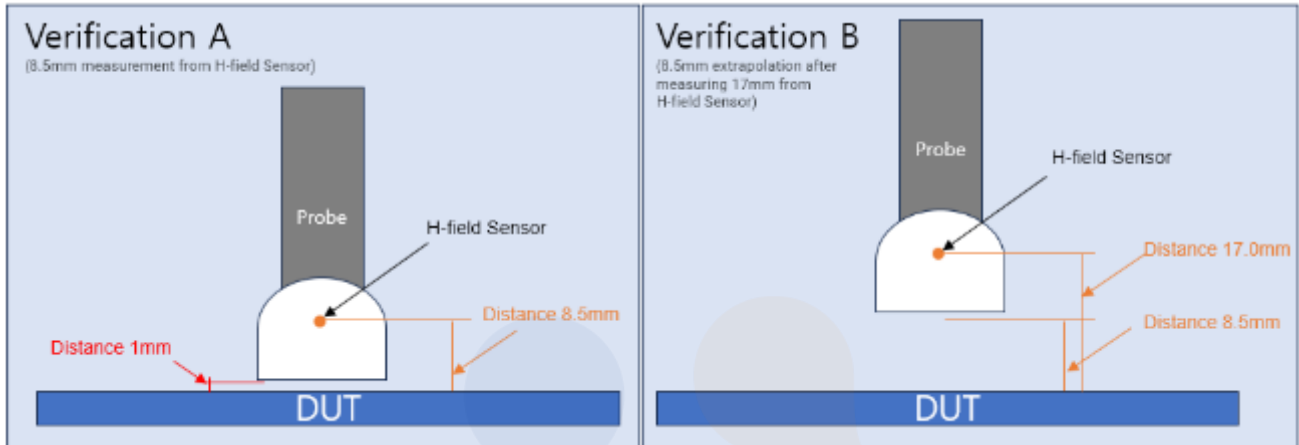 Verification A
(8.5mm measurement from H-field Sensor)
Probe
H-field Sensor
Distance 8.5mm
Distance 1mm
DUT
Verification B
(8.5mm extrapolation after
measuring 17mm from
H-field Sensor)
Probe
H-field Sensor
Distance 17.0mm
Distance 8.5mm
DUT